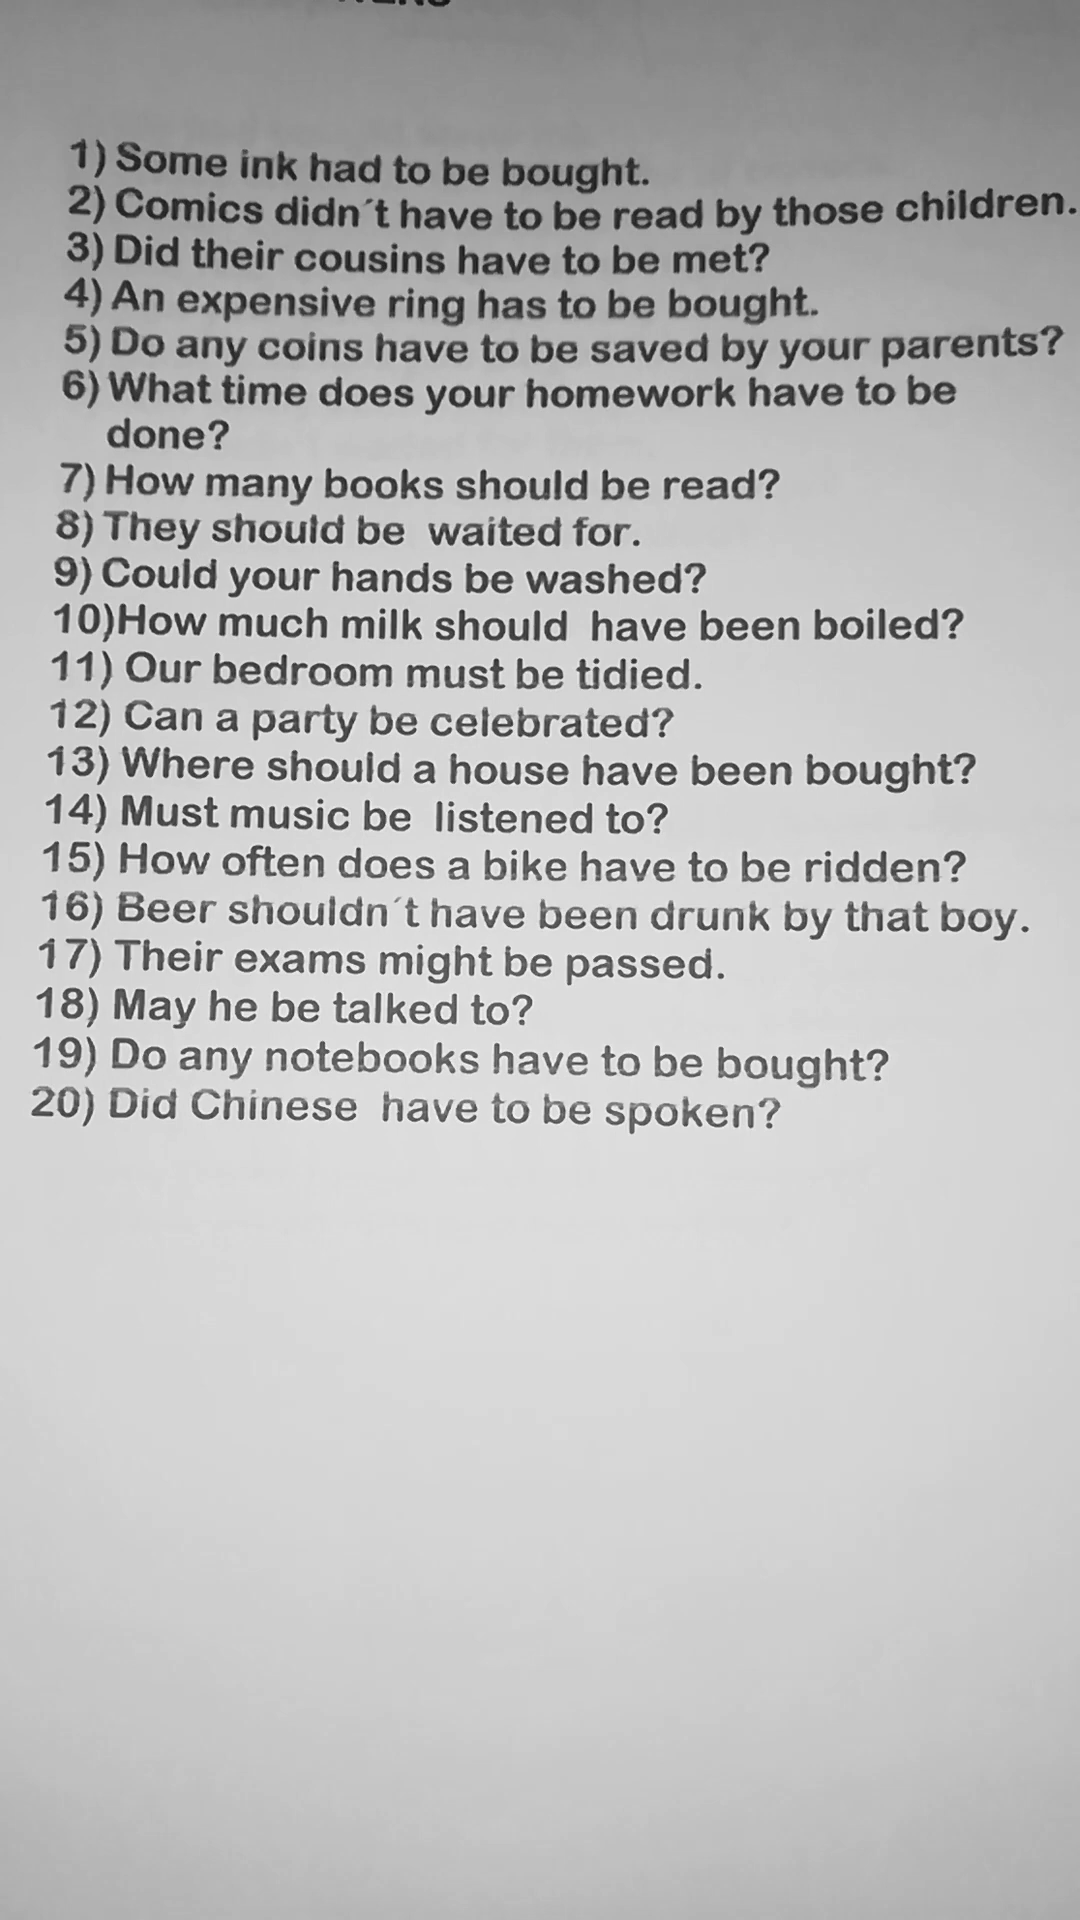 1) Some ink had to be bought.
2) Comics didn´t have to be read by those children.
3) Did their cousins have to be met?
4) An expensive ring has to be bought.
5) Do any coins have to be saved by your parents?
6) What time does your homework have to be
done?
7) How many books should be read?
8) They should be  waited for.
9) Could your hands be washed?
10)How much milk should  have been boiled?
11) Our bedroom must be tidied.
12) Can a party be celebrated?
13) Where should a house have been bought?
14) Must music be  listened to?
15) How often does a bike have to be ridden?
16) Beer shouldn´t have been drunk by that boy.
17) Their exams might be passed.
18) May he be talked to?
19) Do any notebooks have to be bought?
20) Did Chinese  have to be spoken?